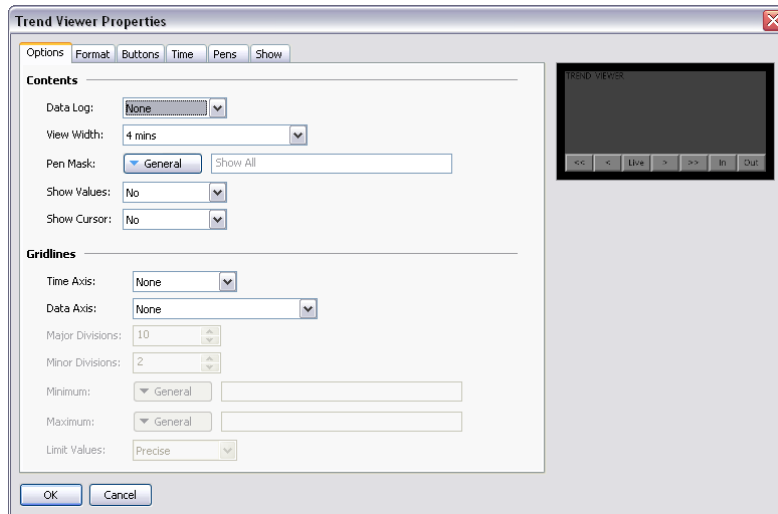 Trend Viewer Properties
Options Format Buttons Time Pens Show
Contents
Data Log: None
View Width: 4 mins
Pen Mask: General Show All
Show Values: No
Show Cursor: No
Gridlines
Time Axis: None
Data Axis: None
Major Divisions: 10
Minor Divisions: 2
Minimum: General
Maximum: General
Limit Values: Precise
OK Cancel
TREND VIEWER
<< < Live > >> In Out